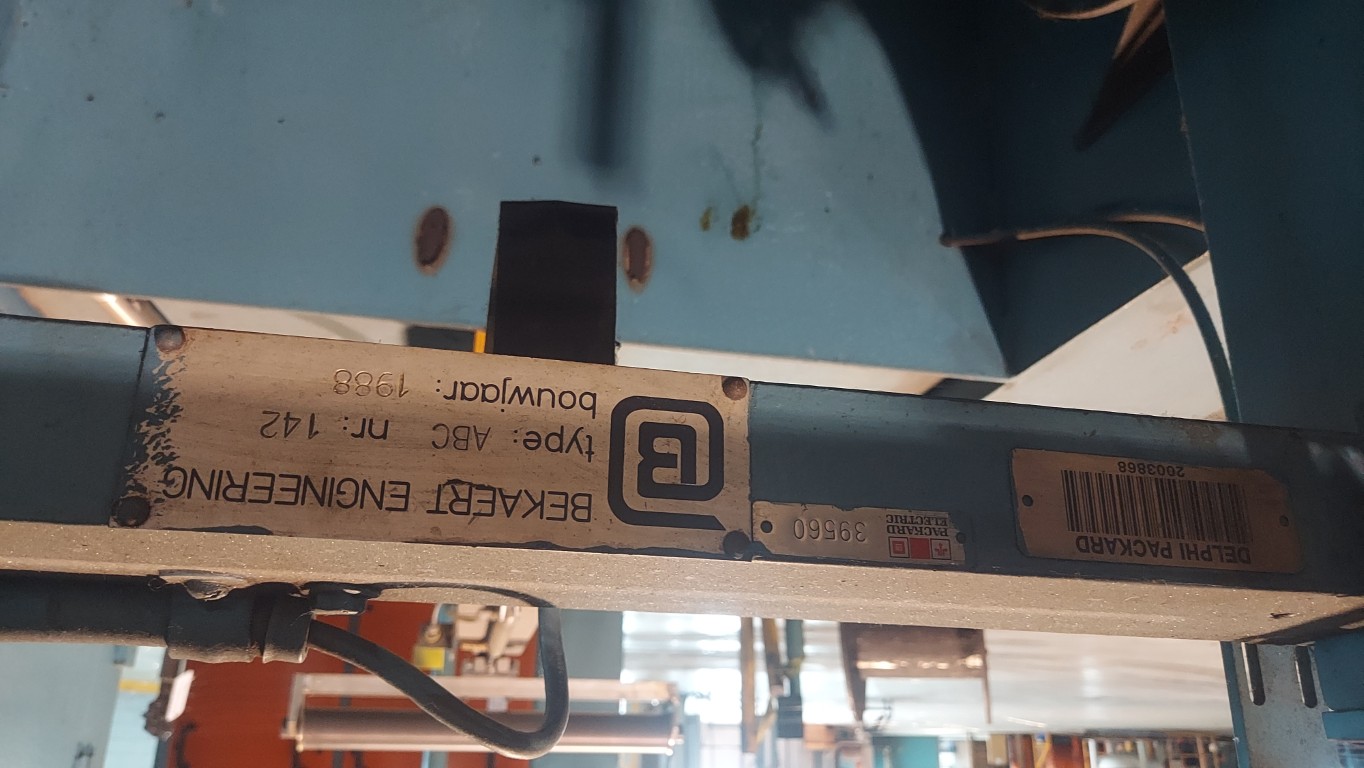 BEKAERT ENGINEERING
type: ABC nr: 142
bouwjaar: 1988
B
PACKARD
ELECTRIC
39560
DELPHI PACKARD
2003868